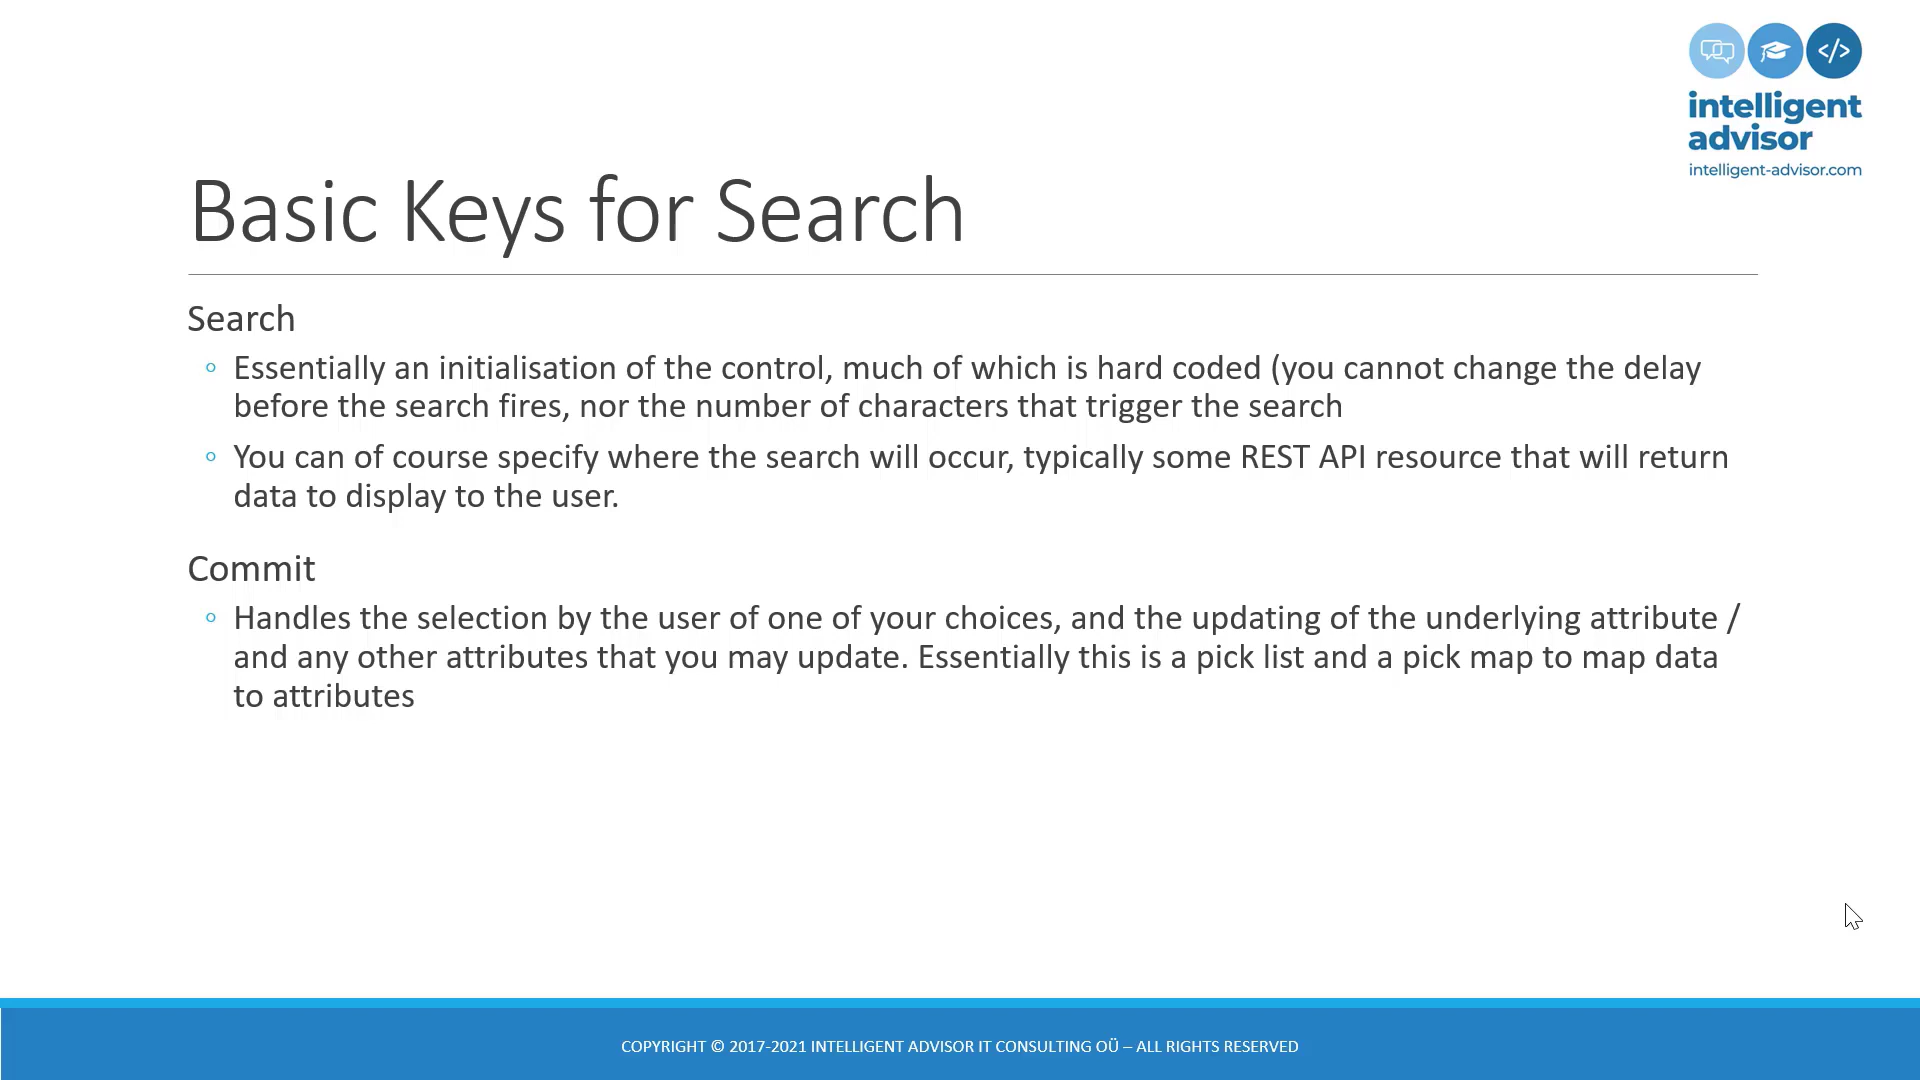 intelligent
advisor
intelligent-advisor.com
Basic Keys for Search
Search
◦ Essentially an initialisation of the control, much of which is hard coded (you cannot change the delay
before the search fires, nor the number of characters that trigger the search
◦ You can of course specify where the search will occur, typically some REST API resource that will return
data to display to the user.
Commit
◦ Handles the selection by the user of one of your choices, and the updating of the underlying attribute /
and any other attributes that you may update. Essentially this is a pick list and a pick map to map data
to attributes
COPYRIGHT © 2017-2021 INTELLIGENT ADVISOR IT CONSULTING OÜ – ALL RIGHTS RESERVED